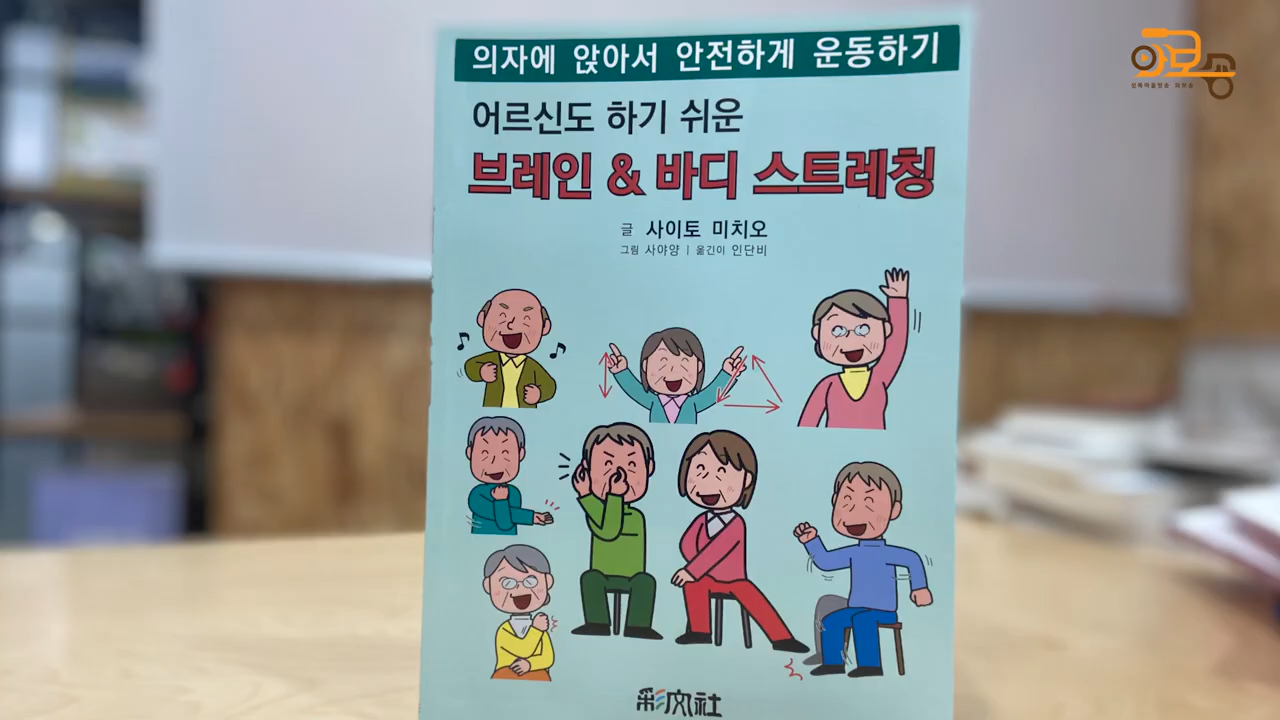 의자에 앉아서 안전하게 운동하기
어르신도 하기 쉬운
브레인 & 바디 스트레칭
글 사이토 미치오
그림 사야양 | 옮긴이 인단비
彩文社